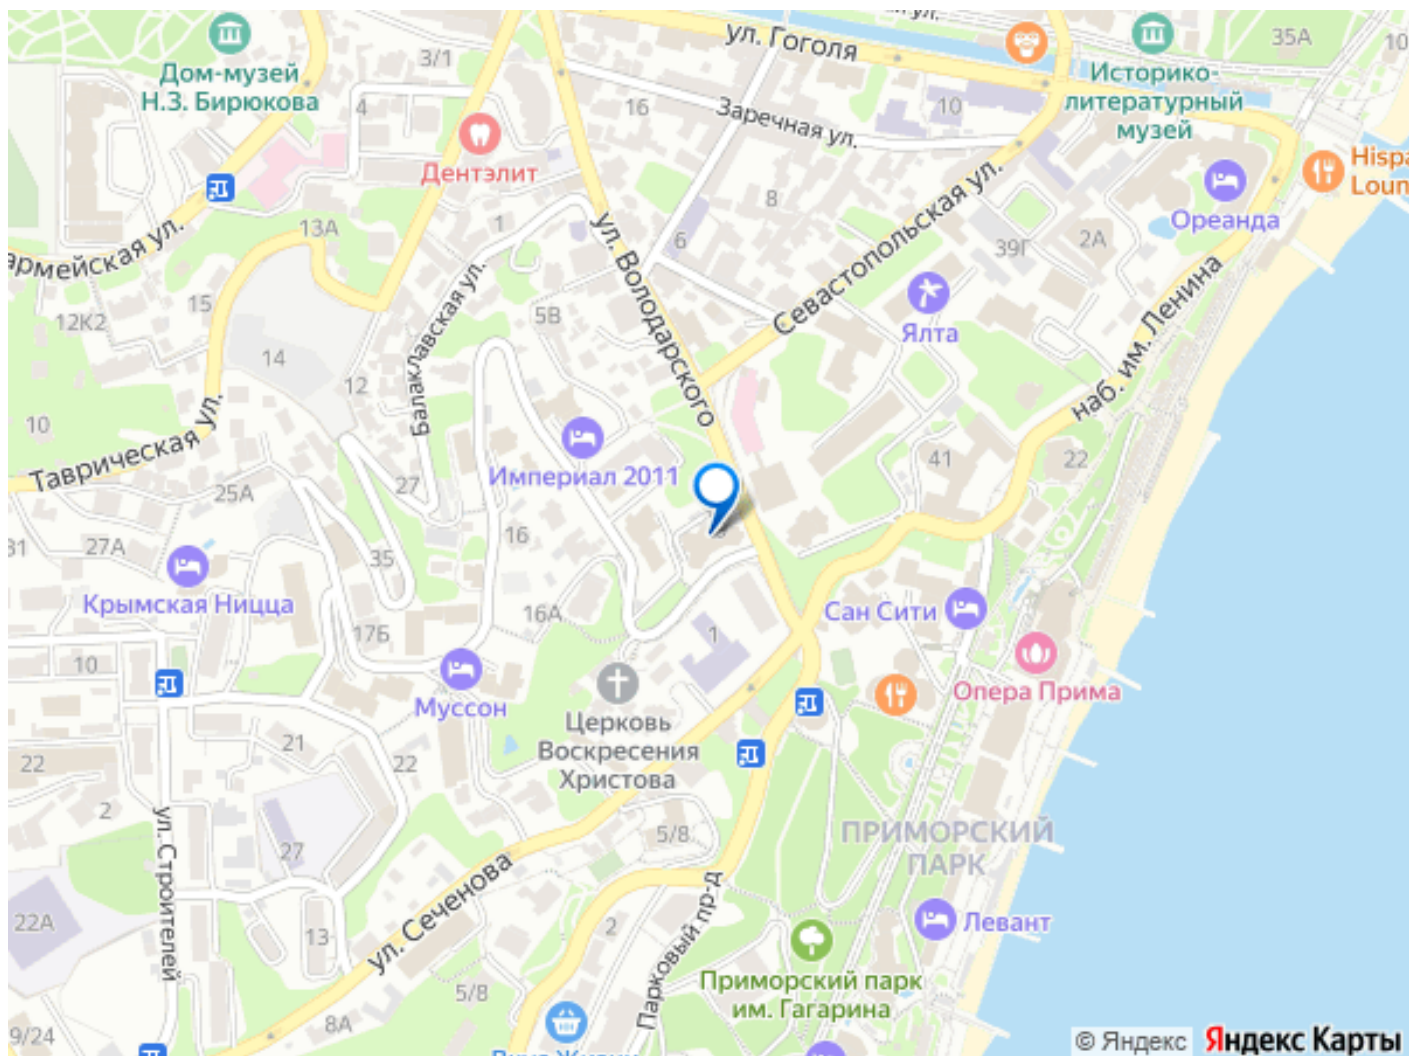 ул. Гоголя
35А
10
3/1
Дом-музей
Н.З. Бирюкова
4
16
Заречная ул.
10
Историко-
литературный
музей
Дентэлит
Ореанда
8
1
13А
6
39Г
2А
ул. Володарского
Севастопольская ул.
наб. им. Ленина
15
12К2
5В
Балаклавская ул.
Ялта
14
12
10
Таврическая ул.
25А
27
Империал 2011
41
22
31
27А
35
16
Крымская Ницца
16А
17Б
1
Сан Сити
10
Муссон
Опера Прима
Церковь
Воскресения
Христова
21
22
22
2
ул. Строителей
27
5/8
ПРИМОРСКИЙ
ПАРК
ул. Сеченова
22А
13
2
Парковый пр-д
Левант
Приморский парк
им. Гагарина
5/8
8А
9/24
© Яндекс
Яндекс Карты